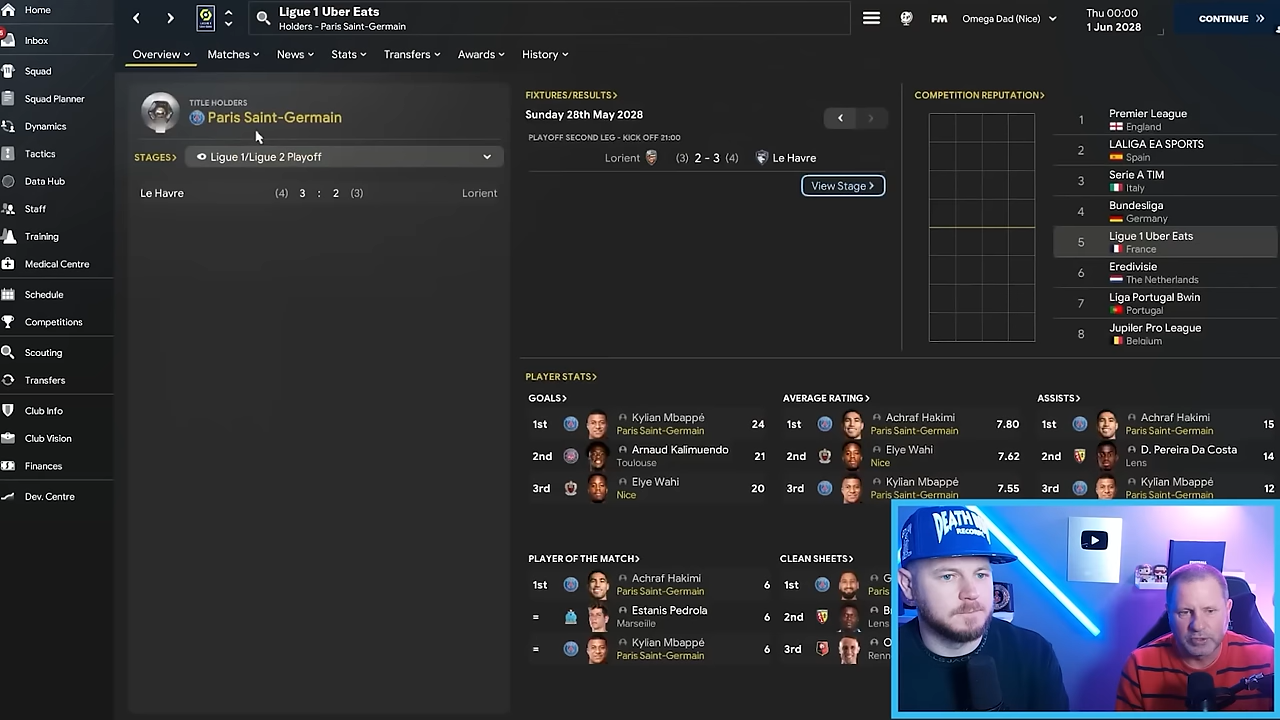 Home
Inbox
Squad
Squad Planner
Dynamics
Tactics
Data Hub
Staff
Training
Medical Centre
Schedule
Competitions
Scouting
Transfers
Club Info
Club Vision
Finances
Dev. Centre
Ligue 1 Uber Eats
Holders - Paris Saint-Germain
FM
Omega Dad (Nice)
Thu 00:00
1 Jun 2028
CONTINUE
Overview
Matches
News
Stats
Transfers
Awards
History
TITLE HOLDERS
Paris Saint-Germain
STAGES
Ligue 1/Ligue 2 Playoff
Le Havre (4) 3 : 2 (3) Lorient
FIXTURES/RESULTS
Sunday 28th May 2028
PLAYOFF SECOND LEG - KICK OFF 21:00
Lorient (3) 2 - 3 (4) Le Havre
View Stage
COMPETITION REPUTATION
1 Premier League
England
2 LALIGA EA SPORTS
Spain
3 Serie A TIM
Italy
4 Bundesliga
Germany
5 Ligue 1 Uber Eats
France
6 Eredivisie
The Netherlands
7 Liga Portugal Bwin
Portugal
8 Jupiler Pro League
Belgium
PLAYER STATS
GOALS
1st Kylian Mbappé 24
Paris Saint-Germain
2nd Arnaud Kalimuendo 21
Toulouse
3rd Elye Wahi 20
Nice
AVERAGE RATING
1st Achraf Hakimi 7.80
Paris Saint-Germain
2nd Elye Wahi 7.62
Nice
3rd Kylian Mbappé 7.55
Paris Saint-Germain
ASSISTS
1st Achraf Hakimi 15
Paris Saint-Germain
2nd D. Pereira Da Costa 14
Lens
3rd Kylian Mbappé 12
Paris Saint-Germain
PLAYER OF THE MATCH
1st Achraf Hakimi 6
Paris Saint-Germain
= Estanis Pedrola 6
Marseille
= Kylian Mbappé 6
Paris Saint-Germain
CLEAN SHEETS
1st G
Paris
2nd B
Lens
3rd O
Renn
DEATH
RECORDS